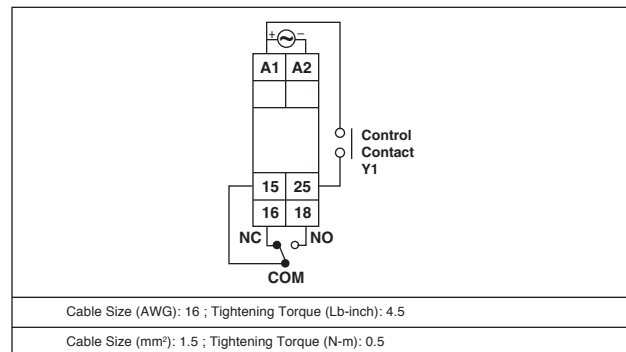 + ~ −
A1 A2
Control
Contact
Y1
15 25
16 18
NC NO
COM
Cable Size (AWG): 16 ; Tightening Torque (Lb-inch): 4.5
Cable Size (mm²): 1.5 ; Tightening Torque (N-m): 0.5